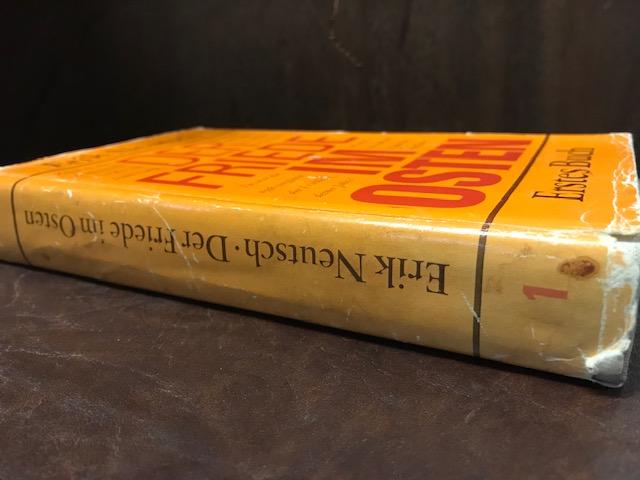 DER
FRIEDE
IM
OSTEN
Erstes Buch
Erik Neutsch · Der Friede im Osten
1